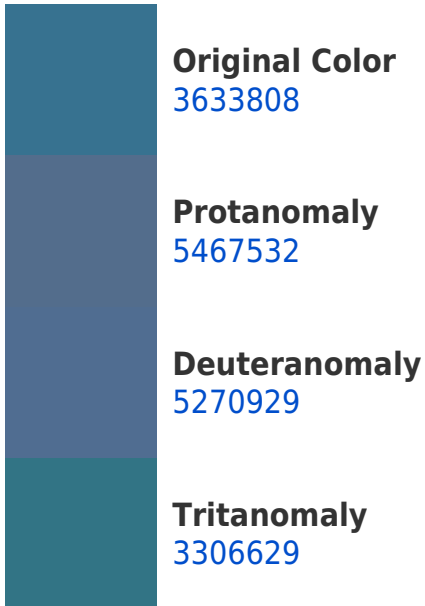 Original Color
3633808
Protanomaly
5467532
Deuteranomaly
5270929
Tritanomaly
3306629